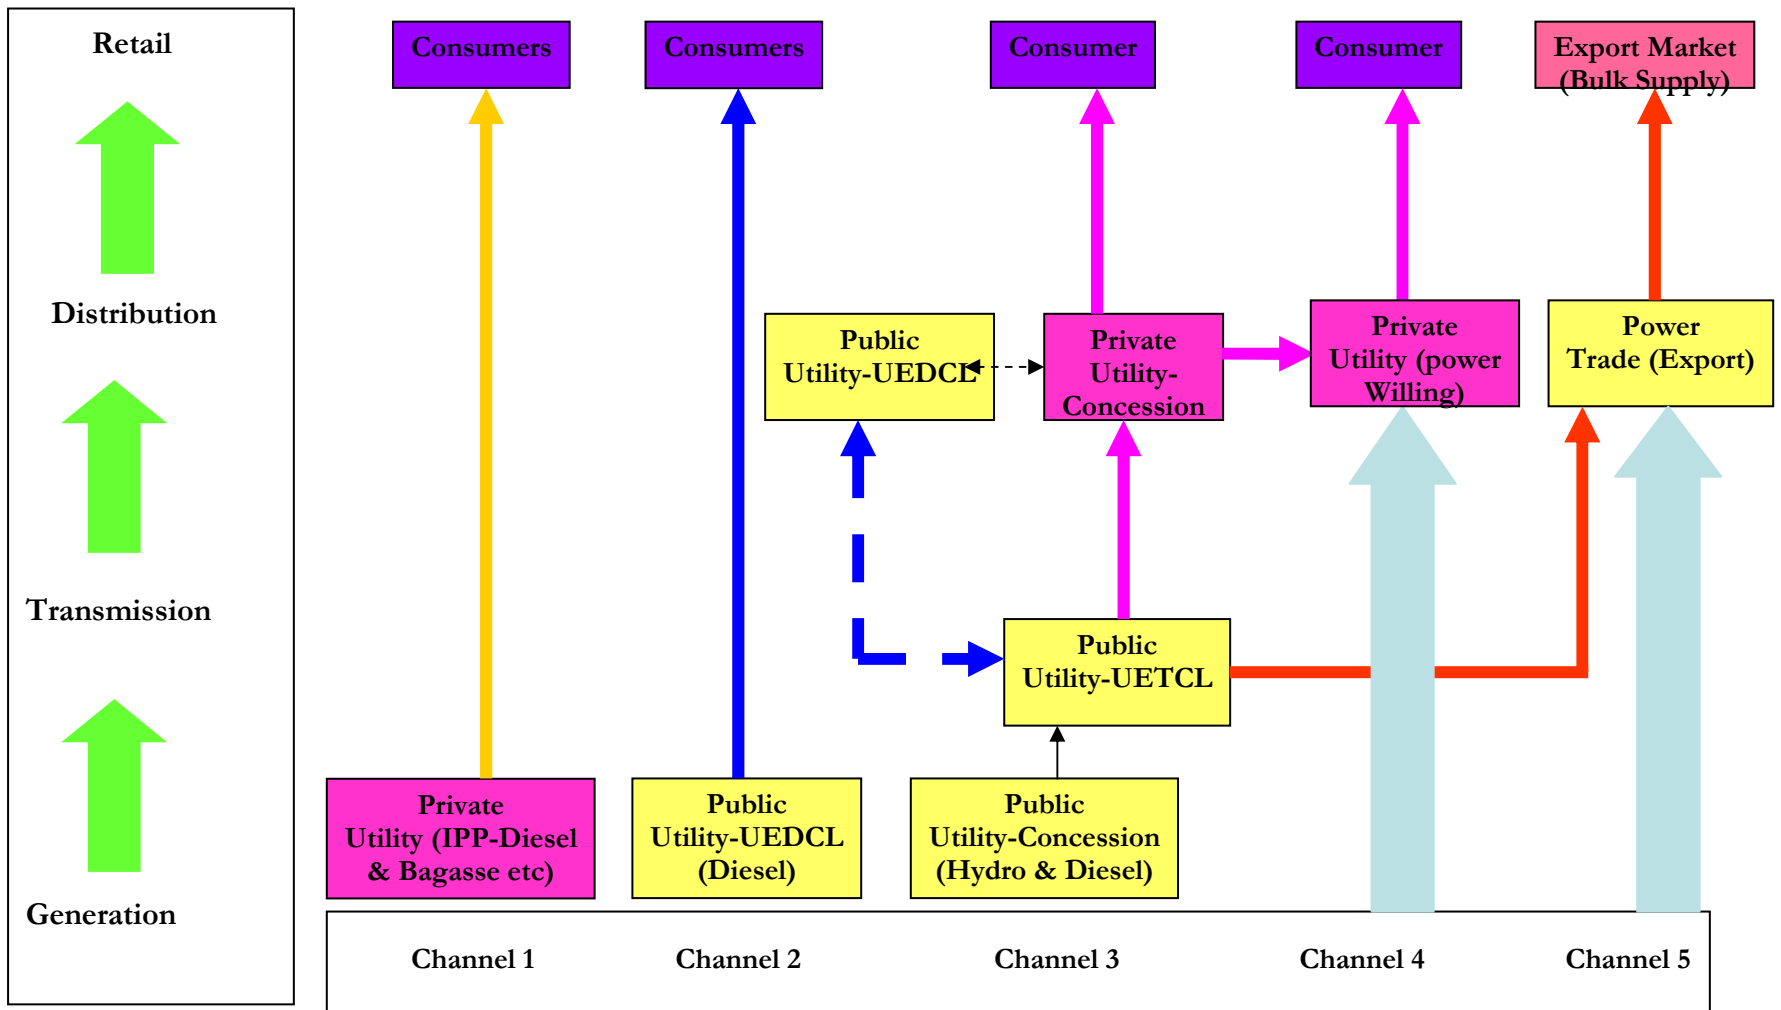 Retail
Distribution
Transmission
Generation
Consumers
Consumers
Consumer
Consumer
Export Market
(Bulk Supply)
Public
Utility-UEDCL
Private
Utility-
Concession
Private
Utility (power
Willing)
Power
Trade (Export)
Public
Utility-UETCL
Private
Utility (IPP-Diesel
& Bagasse etc)
Public
Utility-UEDCL
(Diesel)
Public
Utility-Concession
(Hydro & Diesel)
Channel 1
Channel 2
Channel 3
Channel 4
Channel 5